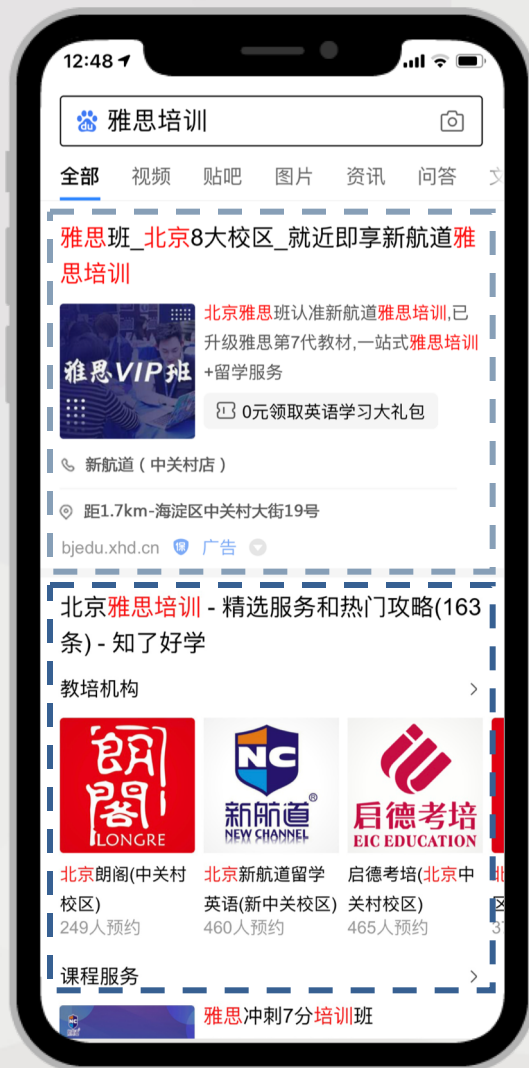 12:48
du 雅思培训
全部 视频 贴吧 图片 资讯 问答 文
雅思班_北京8大校区_就近即享新航道雅
思培训
雅思VIP班
北京雅思班认准新航道雅思培训,已
升级雅思第7代教材,一站式雅思培训
+留学服务
0元领取英语学习大礼包
新航道（中关村店）
距1.7km-海淀区中关村大街19号
bjedu.xhd.cn 保 广告
北京雅思培训 - 精选服务和热门攻略(163
条) - 知了好学
教培机构
朗阁
LONGRE
NC
新航道®
NEW CHANNEL
启德考培
EIC EDUCATION
北京朗阁(中关村
校区)
249人预约
北京新航道留学
英语(新中关校区)
460人预约
启德考培(北京中
关村校区)
465人预约
北
区
37
课程服务
雅思冲刺7分培训班